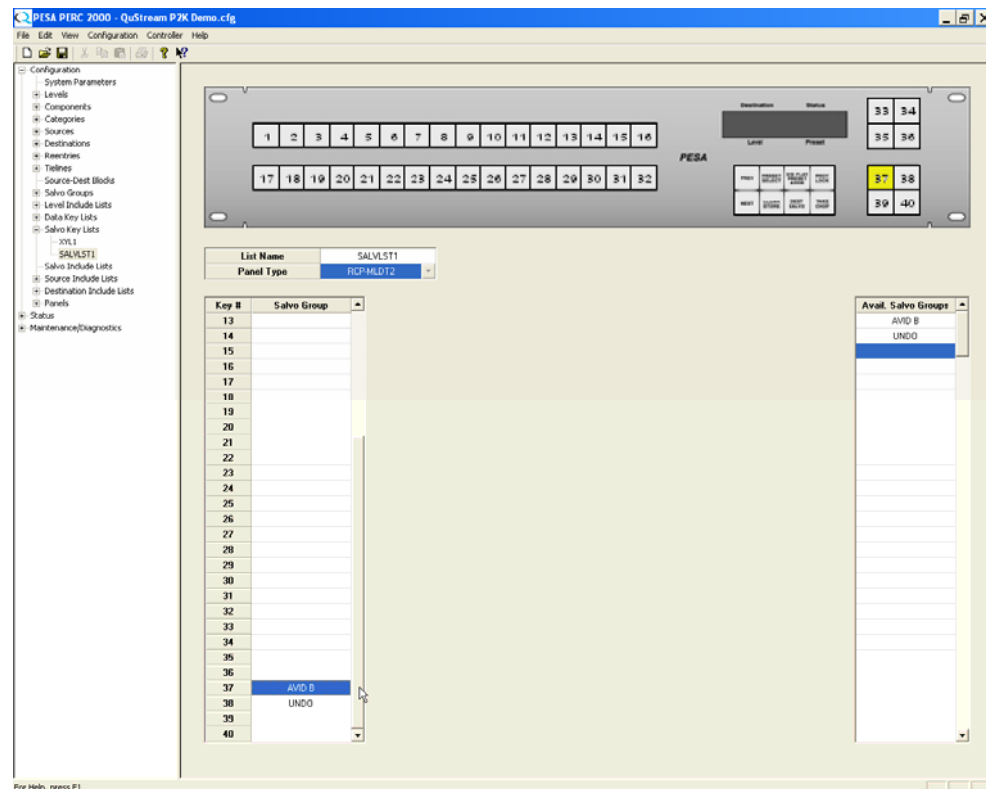 PESA PERC 2000 - QuStream P2K Demo.cfg
File Edit View Configuration Controller Help
Configuration
System Parameters
Levels
Components
Categories
Sources
Destinations
Reentries
Tielines
Source-Dest Blocks
Salvo Groups
Level Include Lists
Data Key Lists
Salvo Key Lists
XYL1
SALVLST1
Salvo Include Lists
Source Include Lists
Destination Include Lists
Panels
Status
Maintenance/Diagnostics
Destination Status
33 34
1 2 3 4 5 6 7 8 9 10 11 12 13 14 15 16
35 36
Level Preset
PESA
17 18 19 20 21 22 23 24 25 26 27 28 29 30 31 32
37 38
39 40
List Name SALVLST1
Panel Type RCP-MLDT2
Key # Salvo Group
13
14
15
16
17
18
19
20
21
22
23
24
25
26
27
28
29
30
31
32
33
34
35
36
37 AVID B
38 UNDO
39
40
Avail. Salvo Groups
AVID B
UNDO
For Help, press F1